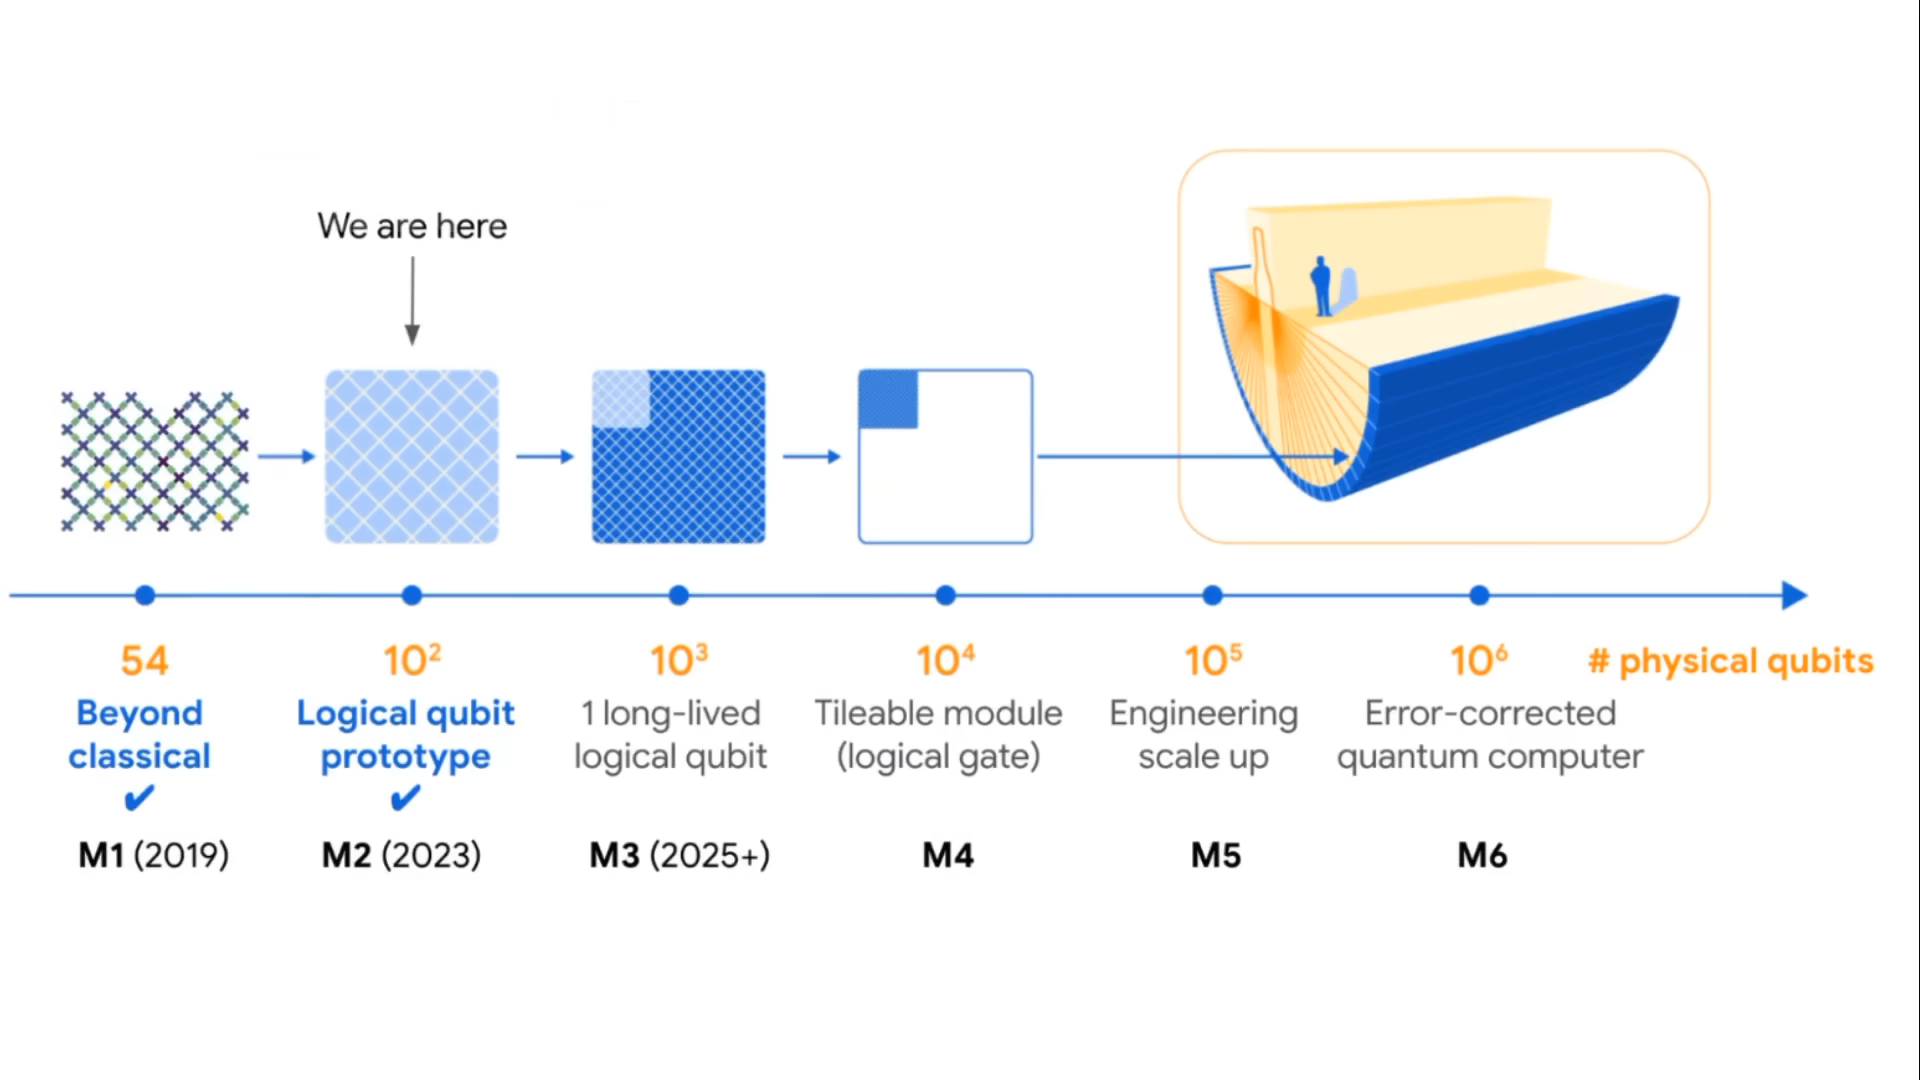 We are here
54
10²
10³
10⁴
10⁵
10⁶
# physical qubits
Beyond
classical
✔
Logical qubit
prototype
✔
1 long-lived
logical qubit
Tileable module
(logical gate)
Engineering
scale up
Error-corrected
quantum computer
M1 (2019)
M2 (2023)
M3 (2025+)
M4
M5
M6